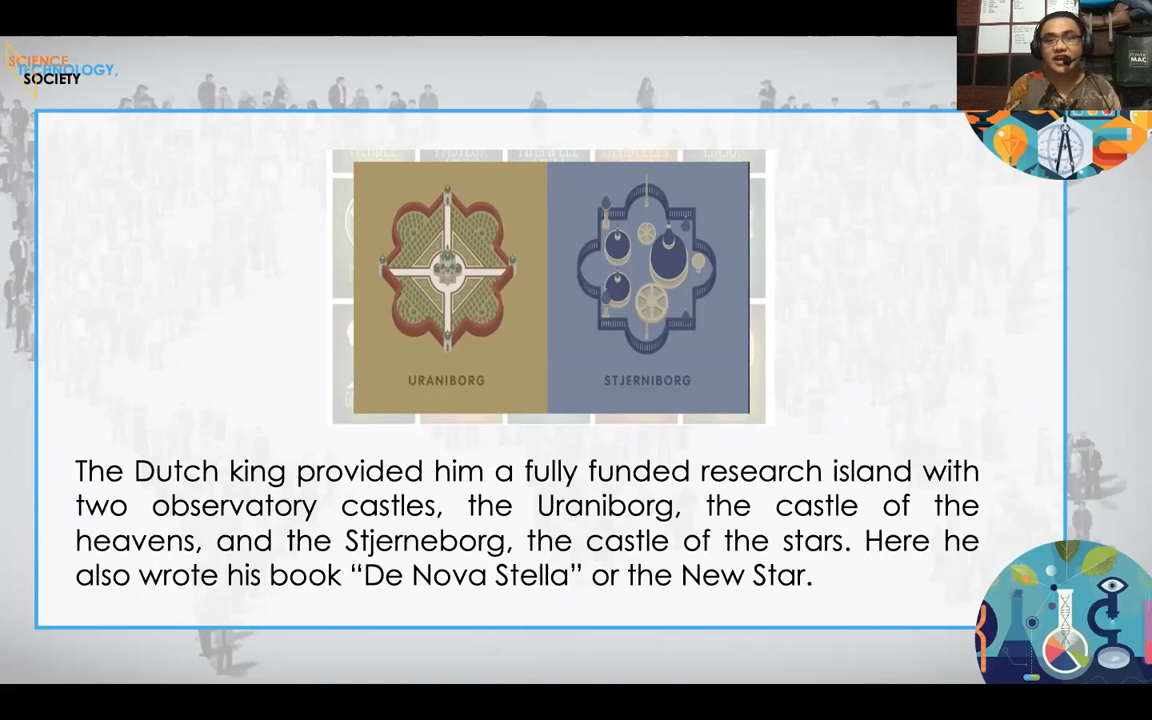 SCIENCE,
TECHNOLOGY,
SOCIETY
MAC
URANIBORG
STJERNIBORG
The Dutch king provided him a fully funded research island with
two observatory castles, the Uraniborg, the castle of the
heavens, and the Stjerneborg, the castle of the stars. Here he
also wrote his book “De Nova Stella” or the New Star.